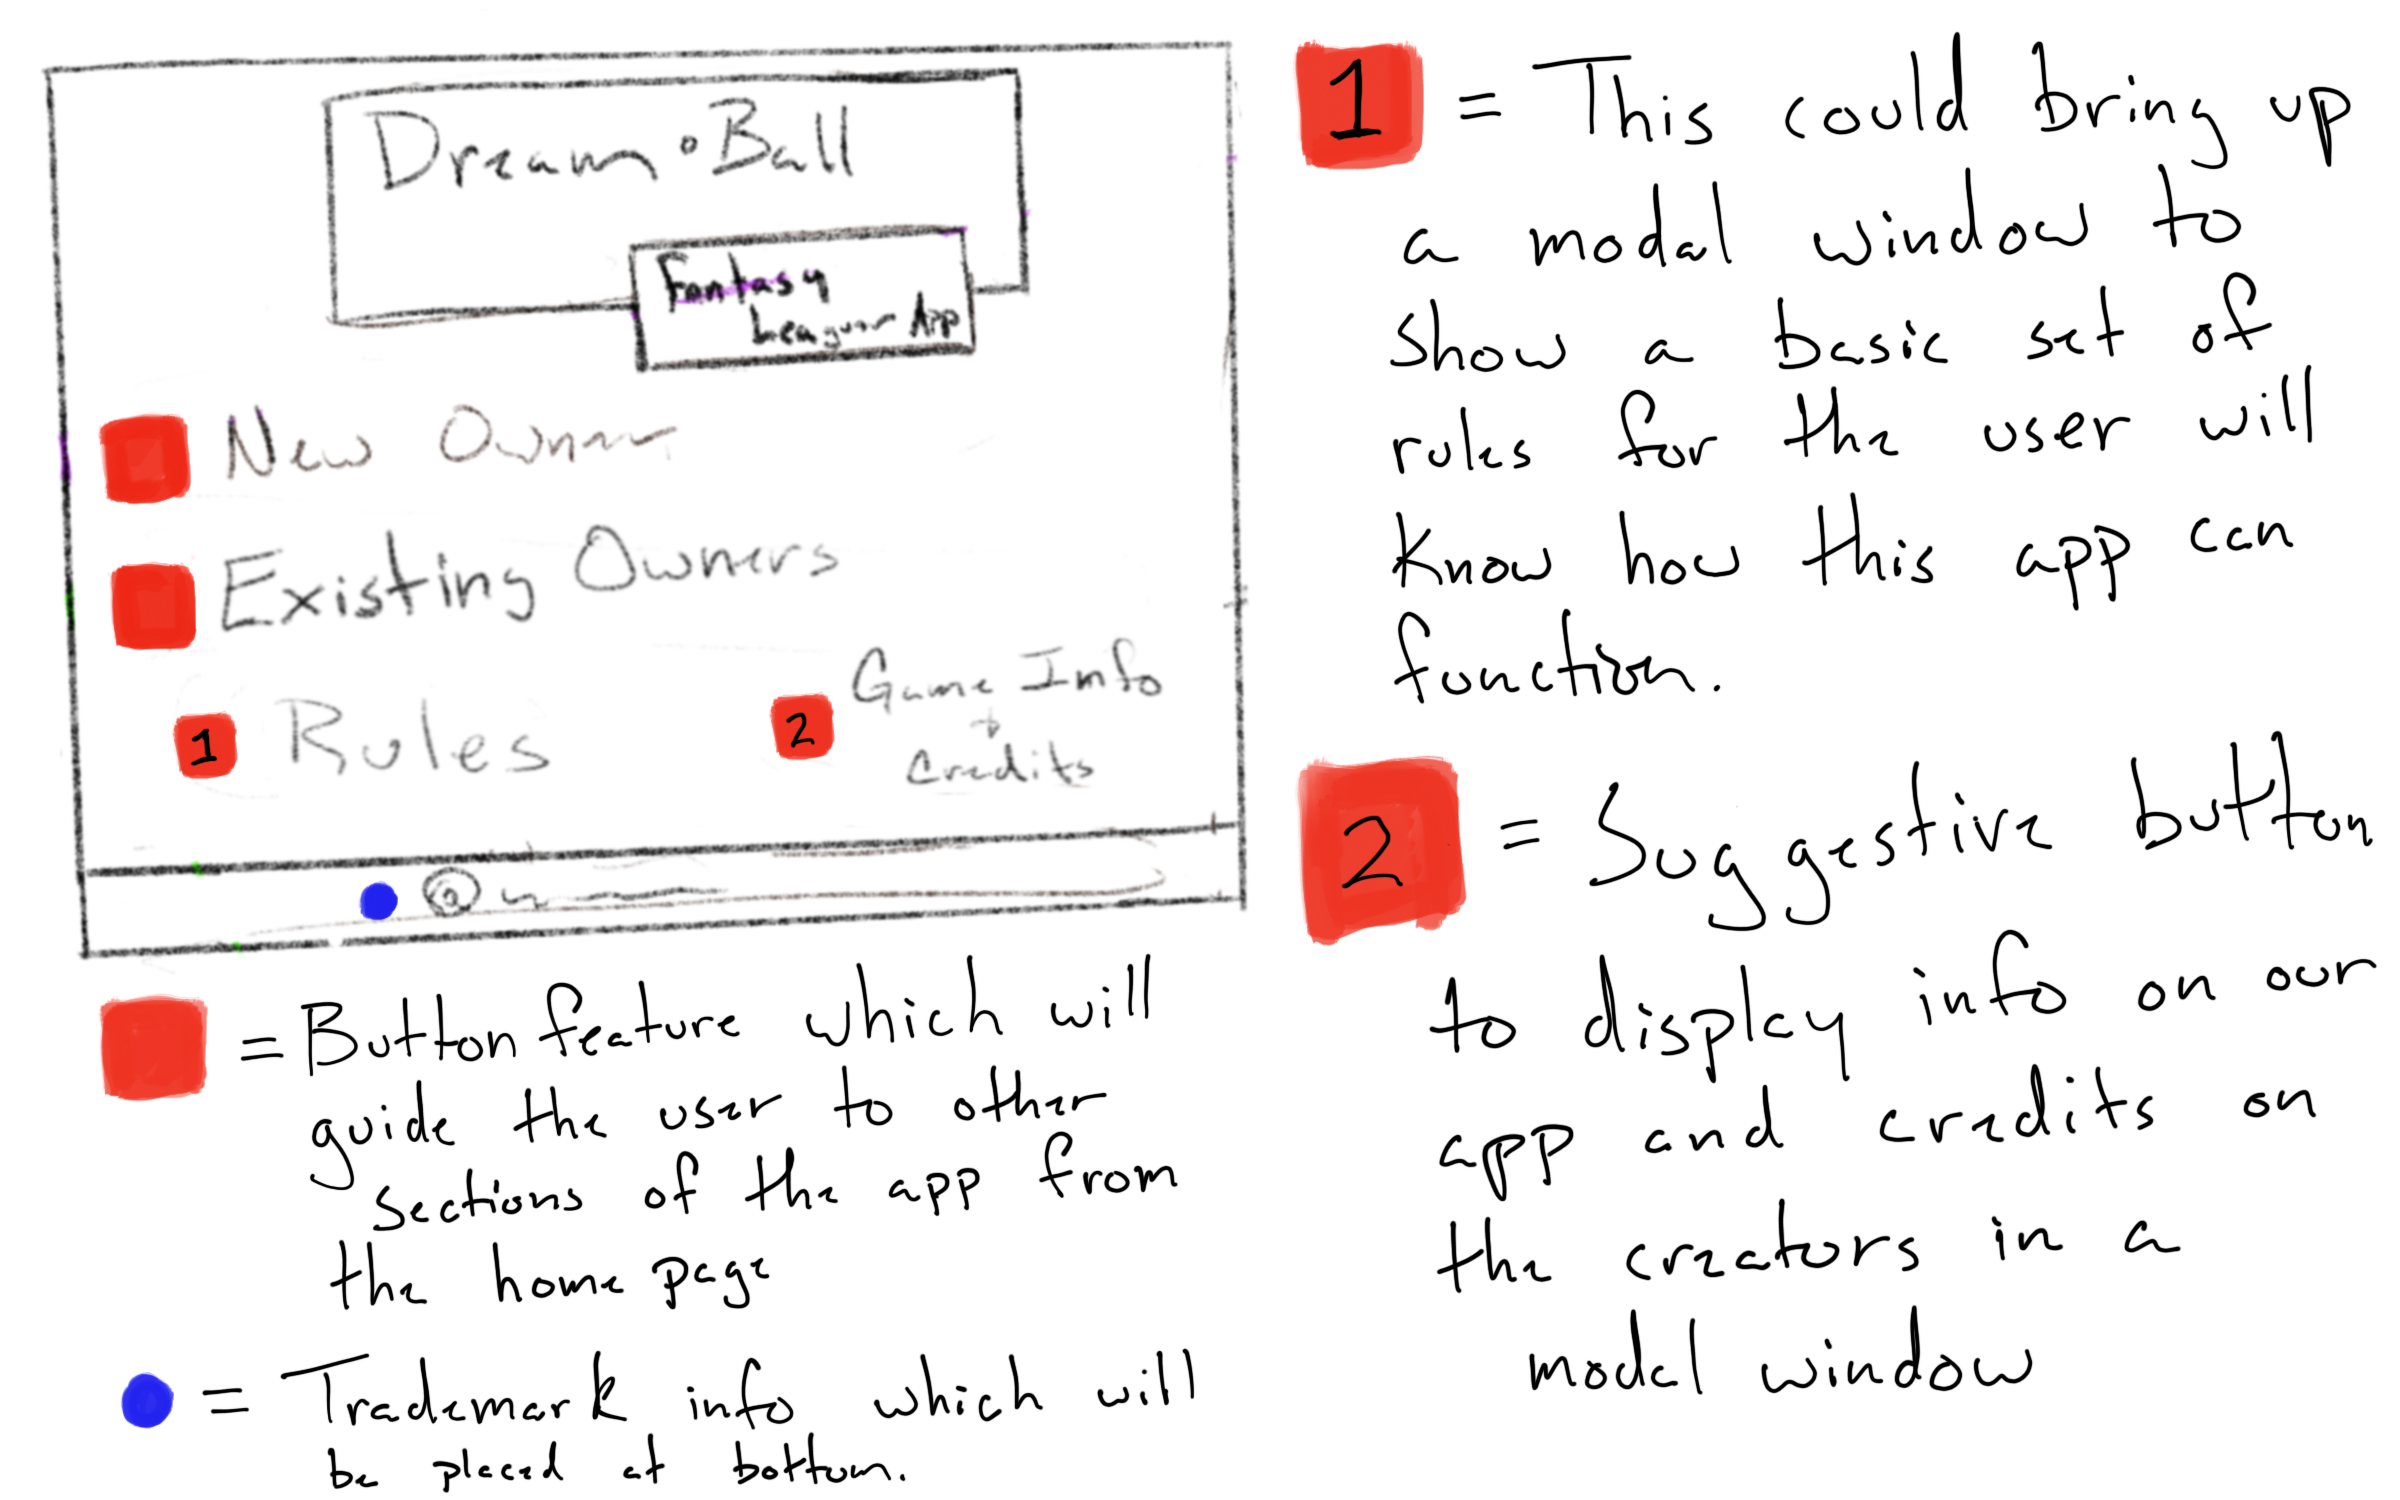 Dream • Ball
Fantasy
League App
New Owner
Existing Owners
1 Rules
2 Game Info
+
Credits
= Button feature which will
guide the user to other
sections of the app from
the home page
= Trademark info which will
be placed at bottom.
1 = This could bring up
a modal window to
show a basic set of
rules for the user will
know how this app can
function.
2 = Suggestive button
to display info on our
app and credits on
the creators in a
modal window